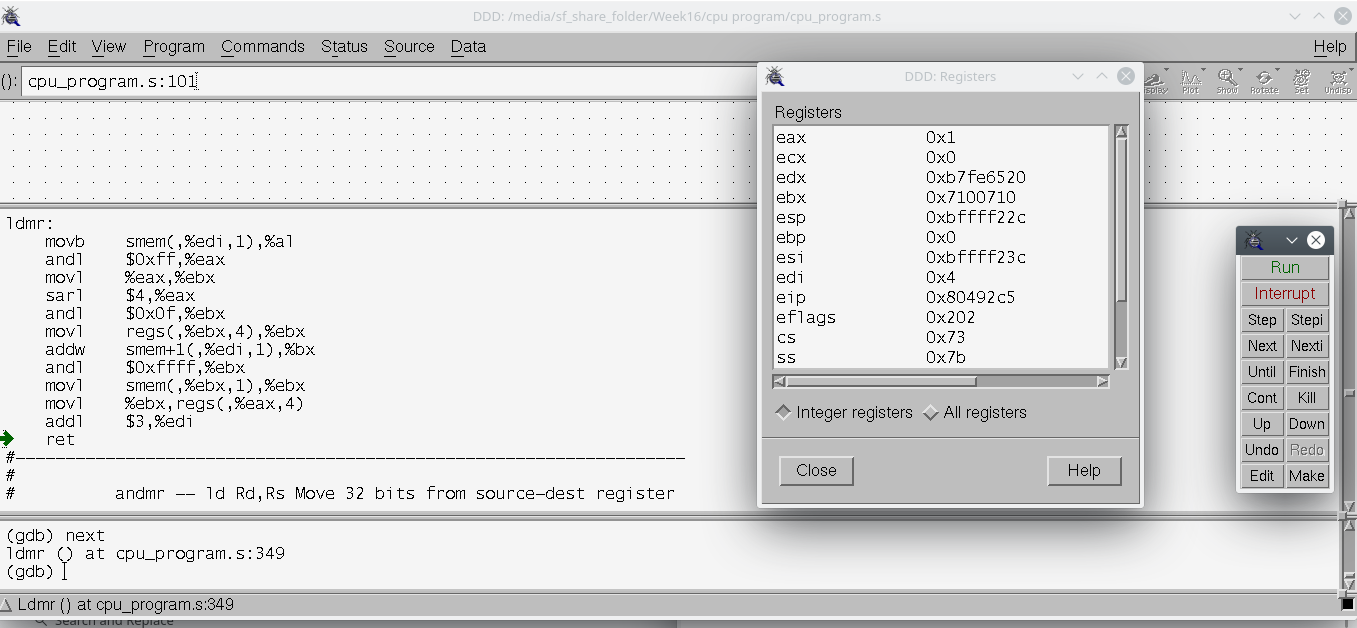 DDD: /media/sf_share_folder/Week16/cpu program/cpu_program.s
File Edit View Program Commands Status Source Data Help
(): cpu_program.s:101
Plot Show Rotate Set Undisp
DDD: Registers
Registers
eax 0x1
ecx 0x0
edx 0xb7fe6520
ebx 0x7100710
esp 0xbffff22c
ebp 0x0
esi 0xbffff23c
edi 0x4
eip 0x80492c5
eflags 0x202
cs 0x73
ss 0x7b
Integer registers All registers
Close Help
ldmr:
movb smem(,%edi,1),%al
andl $0xff,%eax
movl %eax,%ebx
sarl $4,%eax
andl $0x0f,%ebx
movl regs(,%ebx,4),%ebx
addw smem+1(,%edi,1),%bx
andl $0xffff,%ebx
movl smem(,%ebx,1),%ebx
movl %ebx,regs(,%eax,4)
addl $3,%edi
ret
#-------------------------------------------------------------------
#
# andmr -- ld Rd,Rs Move 32 bits from source-dest register
Run
Interrupt
Step Stepi
Next Nexti
Until Finish
Cont Kill
Up Down
Undo Redo
Edit Make
(gdb) next
ldmr () at cpu_program.s:349
(gdb)
Ldmr () at cpu_program.s:349
Search and Replace